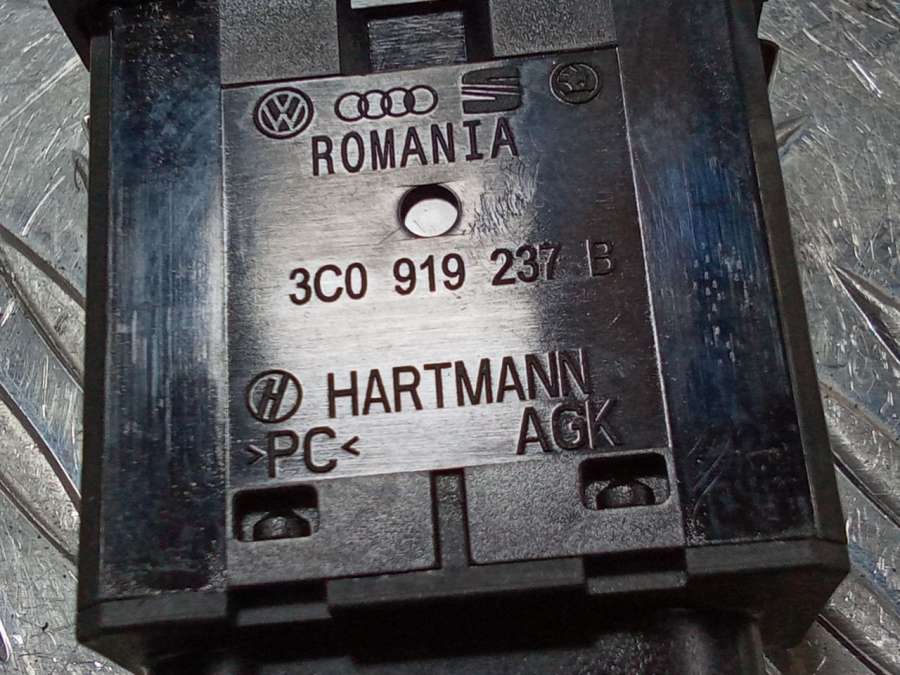 ROMANIA
3C0 919 237 B
HARTMANN
>PC< AGK